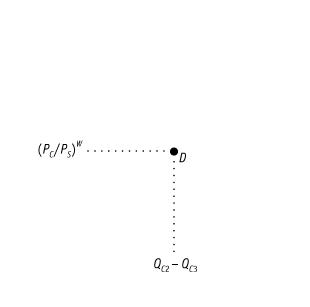 (P_C/P_S)^W
D
Q_C2 – Q_C3